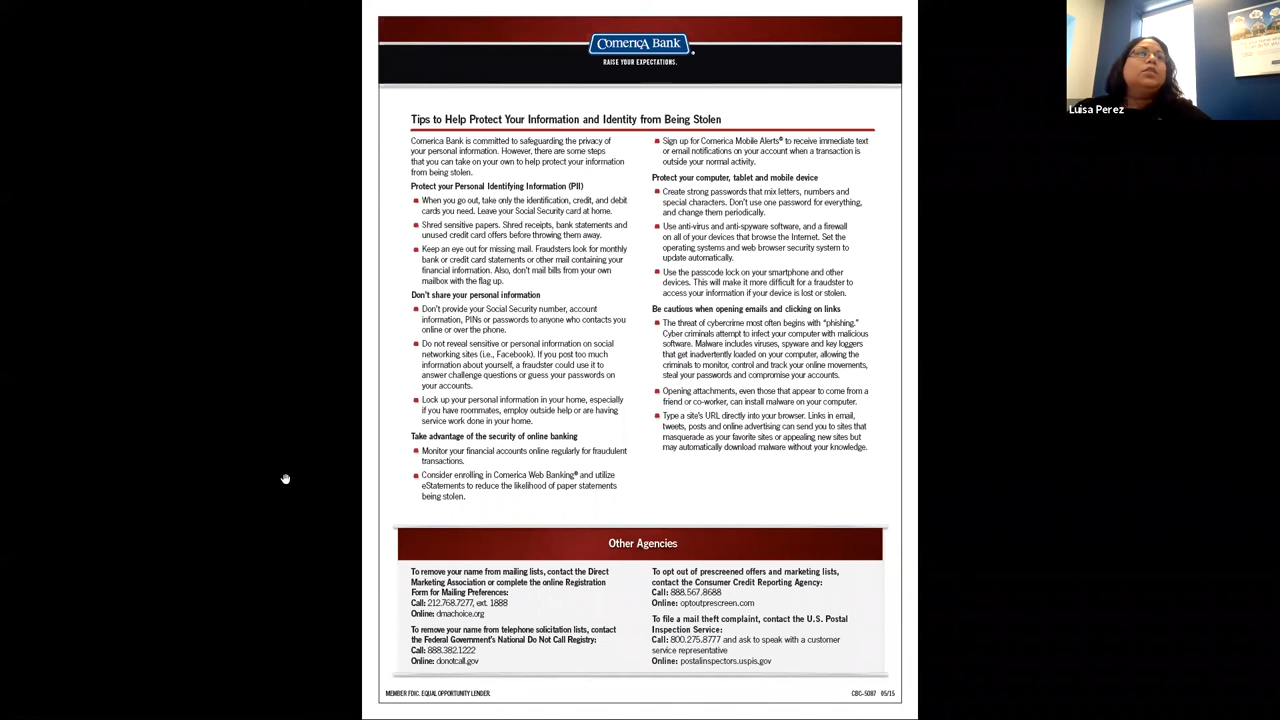 Comerica Bank
RAISE YOUR EXPECTATIONS.
Luisa Perez
Tips to Help Protect Your Information and Identity from Being Stolen
Comerica Bank is committed to safeguarding the privacy of
your personal information. However, there are some steps
that you can take on your own to help protect your information
from being stolen.
Protect your Personal Identifying Information (PII)
When you go out, take only the identification, credit, and debit
cards you need. Leave your Social Security card at home.
Shred sensitive papers. Shred receipts, bank statements and
unused credit card offers before throwing them away.
Keep an eye out for missing mail. Fraudsters look for monthly
bank or credit card statements or other mail containing your
financial information. Also, don't mail bills from your own
mailbox with the flag up.
Don't share your personal information
Don't provide your Social Security number, account
information, PINs or passwords to anyone who contacts you
online or over the phone.
Do not reveal sensitive or personal information on social
networking sites (i.e., Facebook). If you post too much
information about yourself, a fraudster could use it to
answer challenge questions or guess your passwords on
your accounts.
Lock up your personal information in your home, especially
if you have roommates, employ outside help or are having
service work done in your home.
Take advantage of the security of online banking
Monitor your financial accounts online regularly for fraudulent
transactions.
Consider enrolling in Comerica Web Banking® and utilize
eStatements to reduce the likelihood of paper statements
being stolen.
Sign up for Comerica Mobile Alerts® to receive immediate text
or email notifications on your account when a transaction is
outside your normal activity.
Protect your computer, tablet and mobile device
Create strong passwords that mix letters, numbers and
special characters. Don't use one password for everything,
and change them periodically.
Use anti-virus and anti-spyware software, and a firewall
on all of your devices that browse the Internet. Set the
operating systems and web browser security system to
update automatically.
Use the passcode lock on your smartphone and other
devices. This will make it more difficult for a fraudster to
access your information if your device is lost or stolen.
Be cautious when opening emails and clicking on links
The threat of cybercrime most often begins with "phishing."
Cyber criminals attempt to infect your computer with malicious
software. Malware includes viruses, spyware and key loggers
that get inadvertently loaded on your computer, allowing the
criminals to monitor, control and track your online movements,
steal your passwords and compromise your accounts.
Opening attachments, even those that appear to come from a
friend or co-worker, can install malware on your computer.
Type a site's URL directly into your browser. Links in email,
tweets, posts and online advertising can send you to sites that
masquerade as your favorite sites or appealing new sites but
may automatically download malware without your knowledge.
Other Agencies
To remove your name from mailing lists, contact the Direct
Marketing Association or complete the online Registration
Form for Mailing Preferences:
Call: 212.768.7277, ext. 1888
Online: dmachoice.org
To remove your name from telephone solicitation lists, contact
the Federal Government's National Do Not Call Registry:
Call: 888.382.1222
Online: donotcall.gov
To opt out of prescreened offers and marketing lists,
contact the Consumer Credit Reporting Agency:
Call: 888.567.8688
Online: optoutprescreen.com
To file a mail theft complaint, contact the U.S. Postal
Inspection Service:
Call: 800.275.8777 and ask to speak with a customer
service representative
Online: postalinspectors.uspis.gov
MEMBER FDIC. EQUAL OPPORTUNITY LENDER.
CBC-5087 05/15